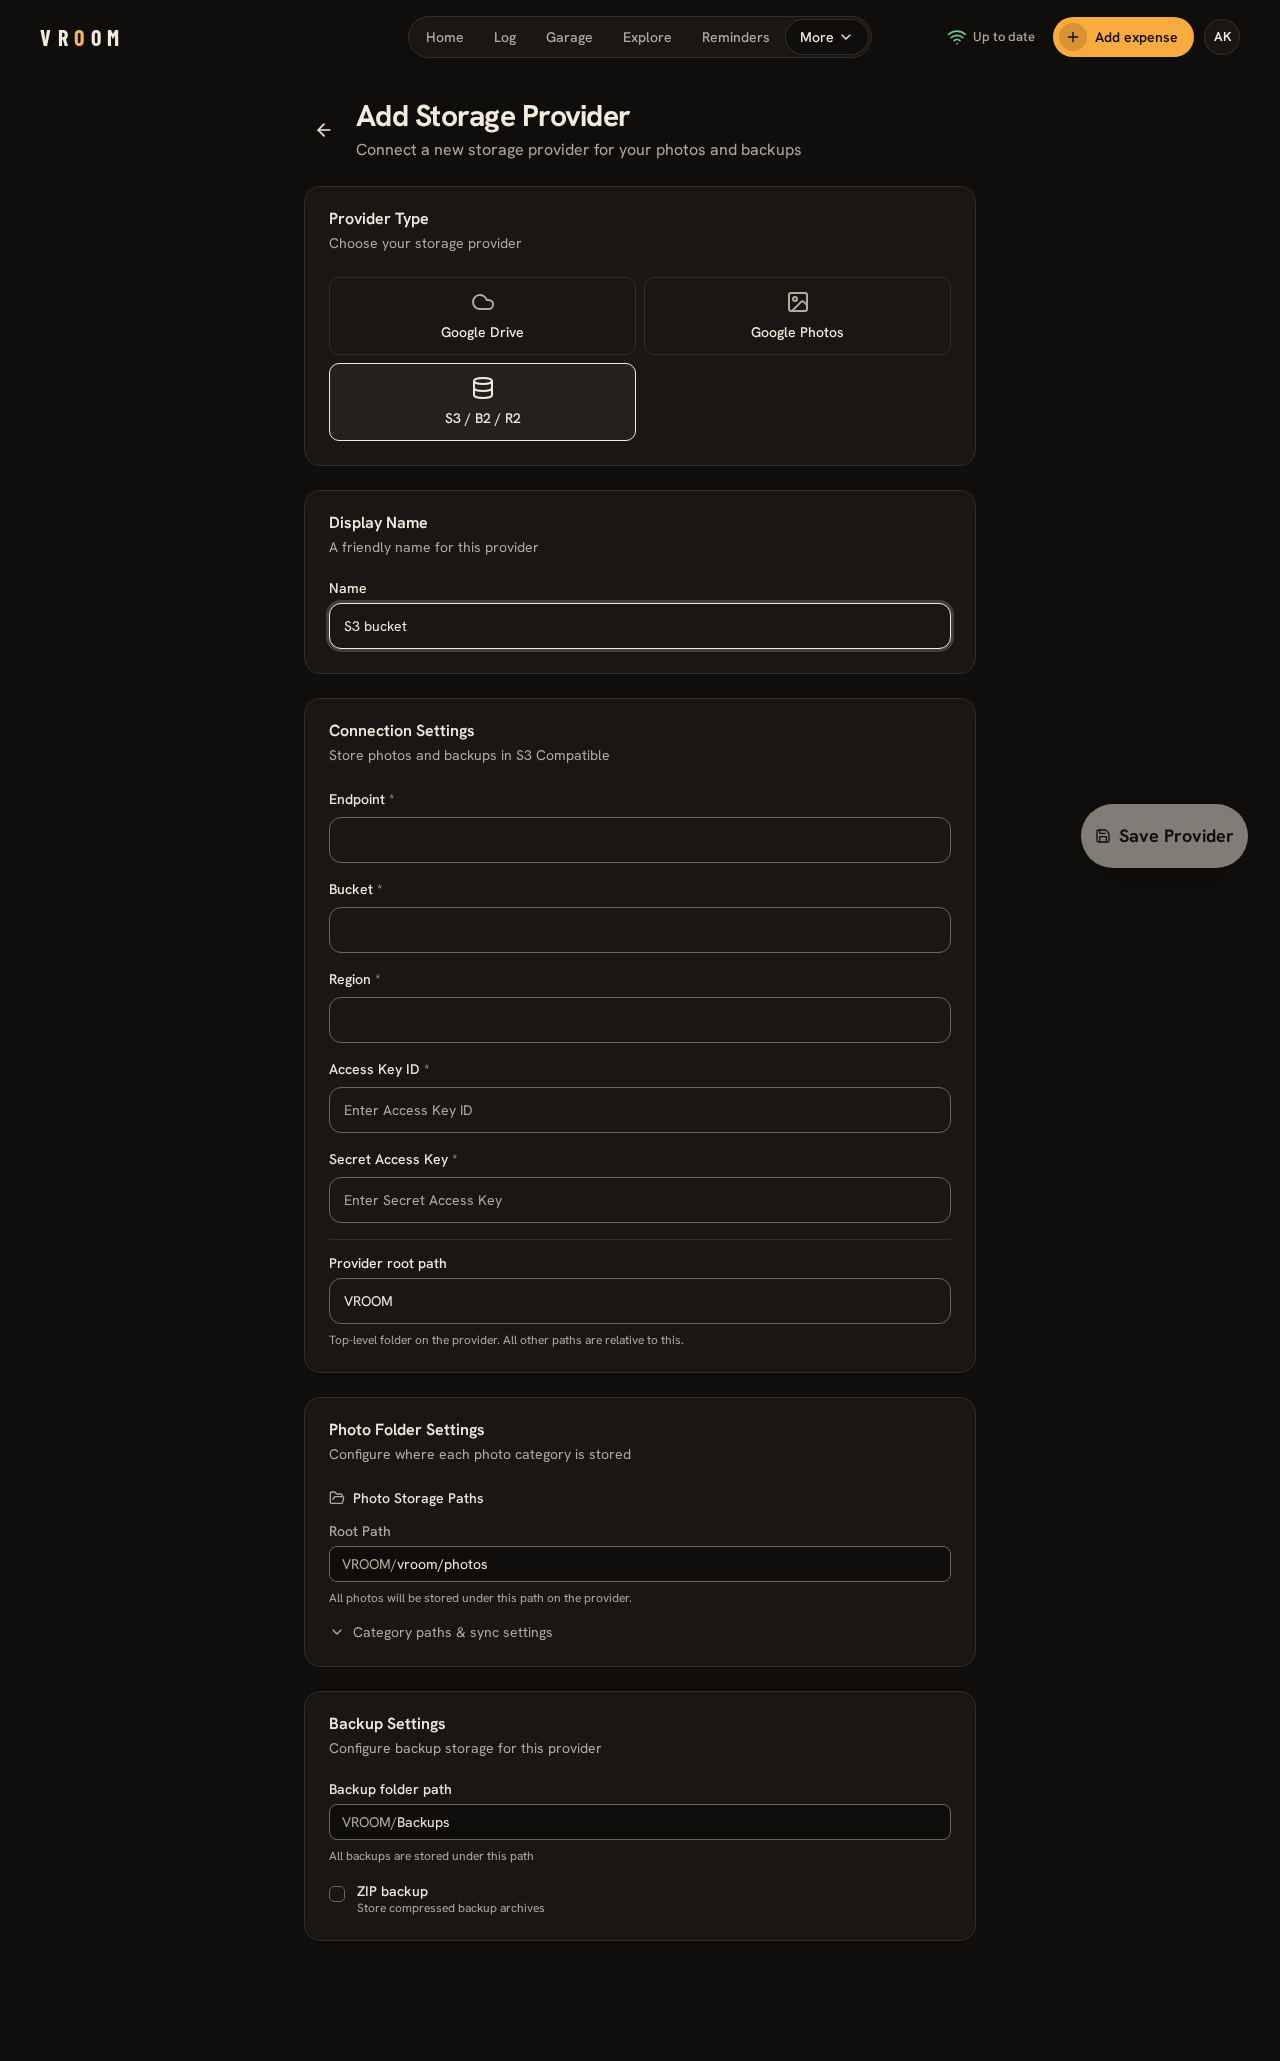 VROOM
Home
Log
Garage
Explore
Reminders
More
Up to date
Add expense
AK
Add Storage Provider
Connect a new storage provider for your photos and backups
Provider Type
Choose your storage provider
Google Drive
Google Photos
S3 / B2 / R2
Display Name
A friendly name for this provider
Name
S3 bucket
Connection Settings
Store photos and backups in S3 Compatible
Endpoint *
Save Provider
Bucket *
Region *
Access Key ID *
Enter Access Key ID
Secret Access Key *
Enter Secret Access Key
Provider root path
VROOM
Top-level folder on the provider. All other paths are relative to this.
Photo Folder Settings
Configure where each photo category is stored
Photo Storage Paths
Root Path
VROOM/vroom/photos
All photos will be stored under this path on the provider.
Category paths & sync settings
Backup Settings
Configure backup storage for this provider
Backup folder path
VROOM/Backups
All backups are stored under this path
ZIP backup
Store compressed backup archives